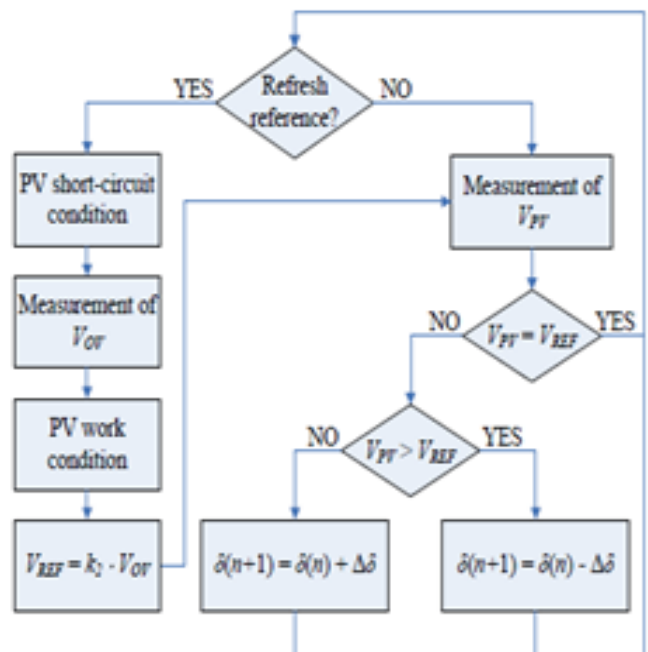 Refresh
reference?
YES
NO
PV short-circuit
condition
Measurement of
V_OV
PV work
condition
V_REF = k_2 · V_OV
Measurement of
V_PV
V_PV = V_REF
NO
YES
V_PV > V_REF
NO
YES
δ(n+1) = δ(n) + Δδ
δ(n+1) = δ(n) - Δδ